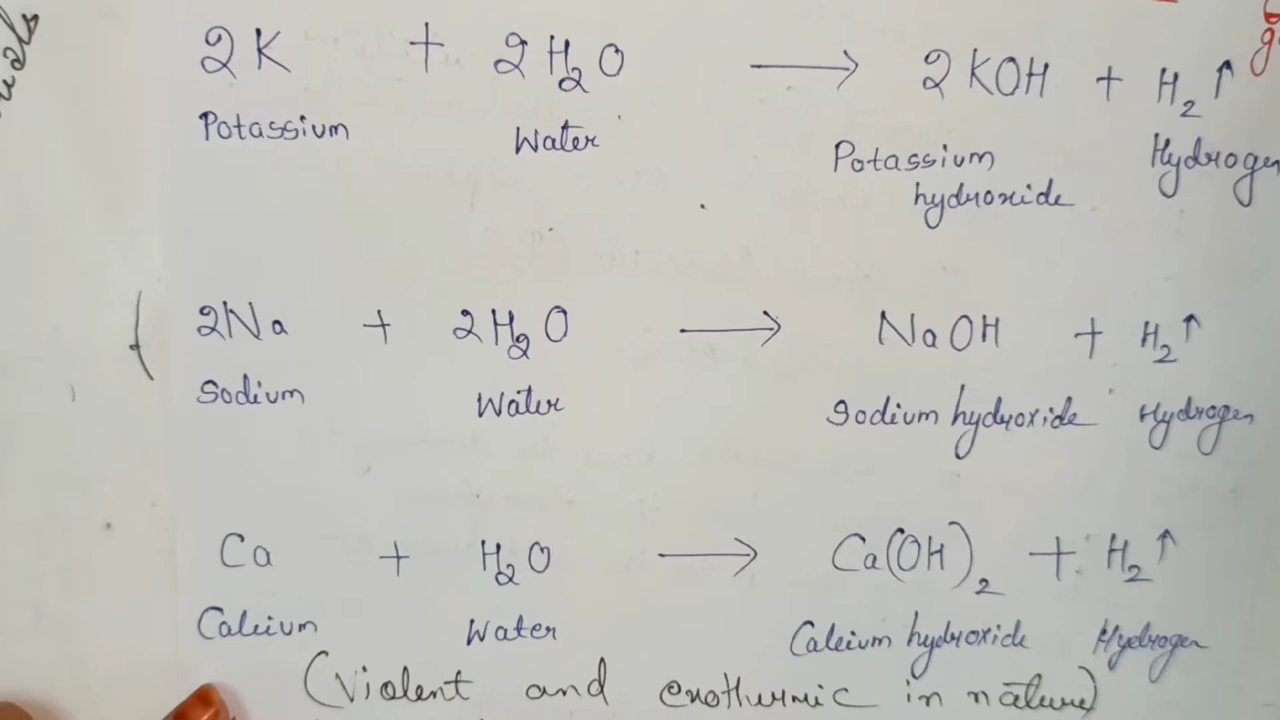 2K + 2H₂O ⟶ 2KOH + H₂↑
Potassium Water Potassium hydroxide Hydrogen
2Na + 2H₂O ⟶ NaOH + H₂↑
Sodium Water Sodium hydroxide Hydrogen
Ca + H₂O ⟶ Ca(OH)₂ + H₂↑
Calcium Water Calcium hydroxide Hydrogen
(Violent and exothermic in nature)